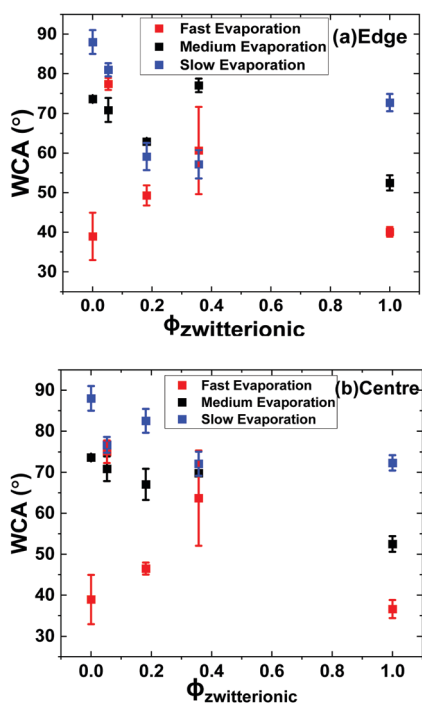 (a)Edge
Fast Evaporation
Medium Evaporation
Slow Evaporation
WCA (°)
90
80
70
60
50
40
30
0.0 0.2 0.4 0.6 0.8 1.0
Φzwitterionic
(b)Centre
Fast Evaporation
Medium Evaporation
Slow Evaporation
WCA (°)
90
80
70
60
50
40
30
0.0 0.2 0.4 0.6 0.8 1.0
Φzwitterionic